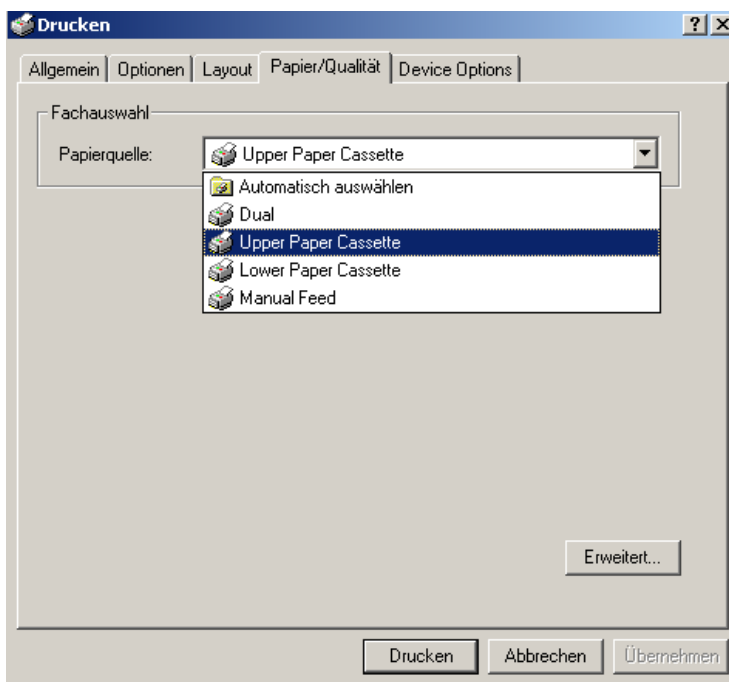 Drucken
Allgemein Optionen Layout Papier/Qualität Device Options
Fachauswahl
Papierquelle: Upper Paper Cassette
Automatisch auswählen
Dual
Upper Paper Cassette
Lower Paper Cassette
Manual Feed
Erweitert...
Drucken Abbrechen Übernehmen